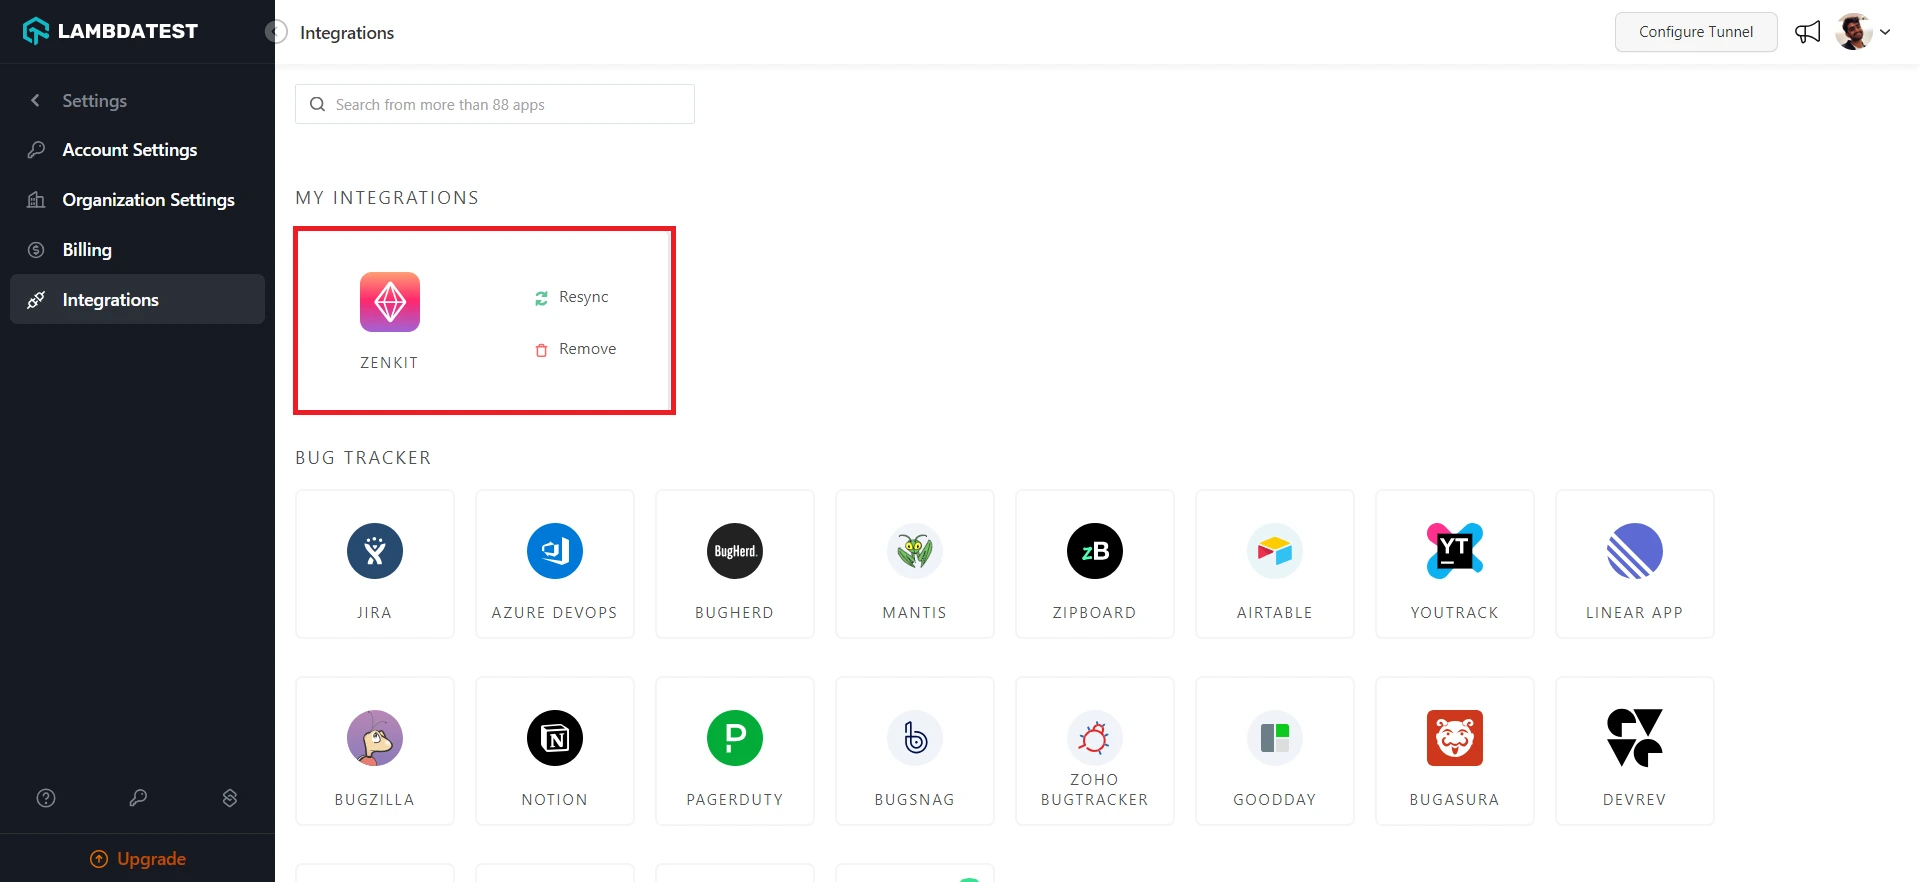 LAMBDATEST
Integrations
Configure Tunnel
Settings
Account Settings
Organization Settings
Billing
Integrations
Upgrade
Search from more than 88 apps
MY INTEGRATIONS
ZENKIT
Resync
Remove
BUG TRACKER
BugHerd.
zB
YT
JIRA
AZURE DEVOPS
BUGHERD
MANTIS
ZIPBOARD
AIRTABLE
YOUTRACK
LINEAR APP
N
P
b
BUGZILLA
NOTION
PAGERDUTY
BUGSNAG
ZOHO
BUGTRACKER
GOODDAY
BUGASURA
DEVREV